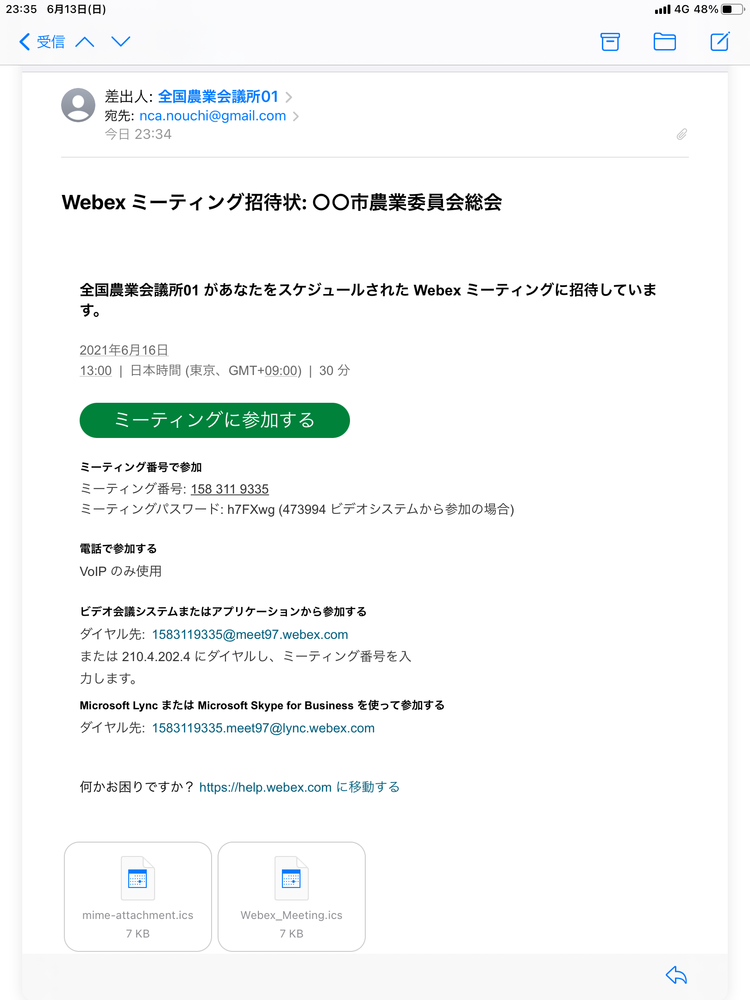 23:35 6月13日(日) 4G 48%
受信
差出人: 全国農業会議所01
宛先: nca.nouchi@gmail.com
今日 23:34
Webex ミーティング招待状: 〇〇市農業委員会総会
全国農業会議所01 があなたをスケジュールされた Webex ミーティングに招待していま
す。
2021年6月16日
13:00 | 日本時間 (東京、GMT+09:00) | 30 分
ミーティングに参加する
ミーティング番号で参加
ミーティング番号: 158 311 9335
ミーティングパスワード: h7FXwg (473994 ビデオシステムから参加の場合)
電話で参加する
VoIP のみ使用
ビデオ会議システムまたはアプリケーションから参加する
ダイヤル先: 1583119335@meet97.webex.com
または 210.4.202.4 にダイヤルし、ミーティング番号を入
力します。
Microsoft Lync または Microsoft Skype for Business を使って参加する
ダイヤル先: 1583119335.meet97@lync.webex.com
何かお困りですか？ https://help.webex.com に移動する
mime-attachment.ics
7 KB
Webex_Meeting.ics
7 KB